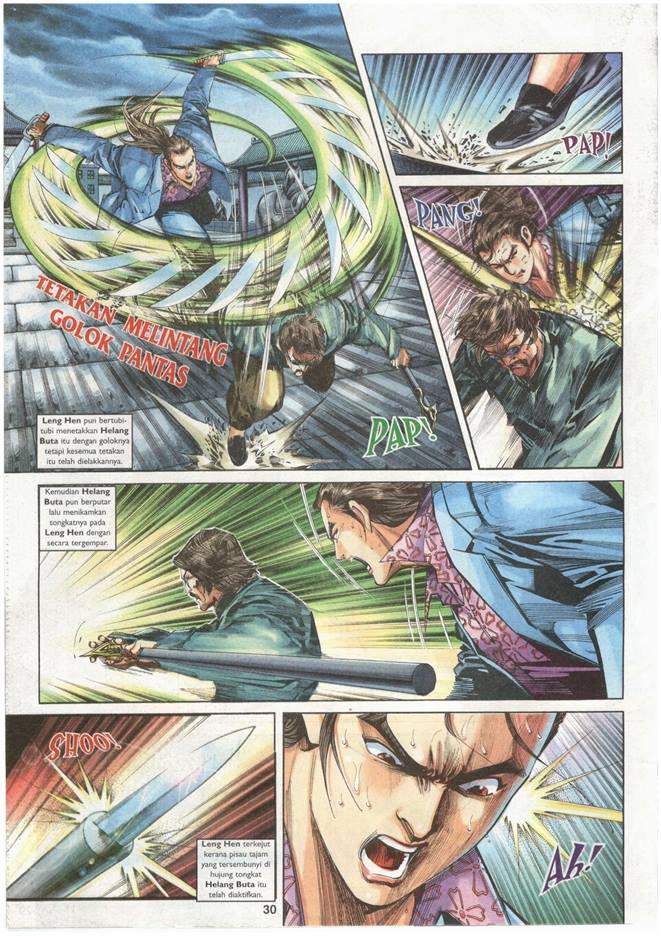 TETAKAN MELINTANG
GOLOK PANTAS
Leng Hen pun bertubi-
tubi menetakkan Helang
Buta itu dengan goloknya
tetapi kesemua tetakan
itu telah dielakkannya.
PAP!
PAP!
PANG!
Kemudian Helang
Buta pun berputar
lalu menikamkan
tongkatnya pada
Leng Hen dengan
secara tergempar.
SHOO!
Leng Hen terkejut
kerana pisau tajam
yang tersembunyi di
hujung tongkat
Helang Buta itu
telah diaktifkan.
Ah!
30